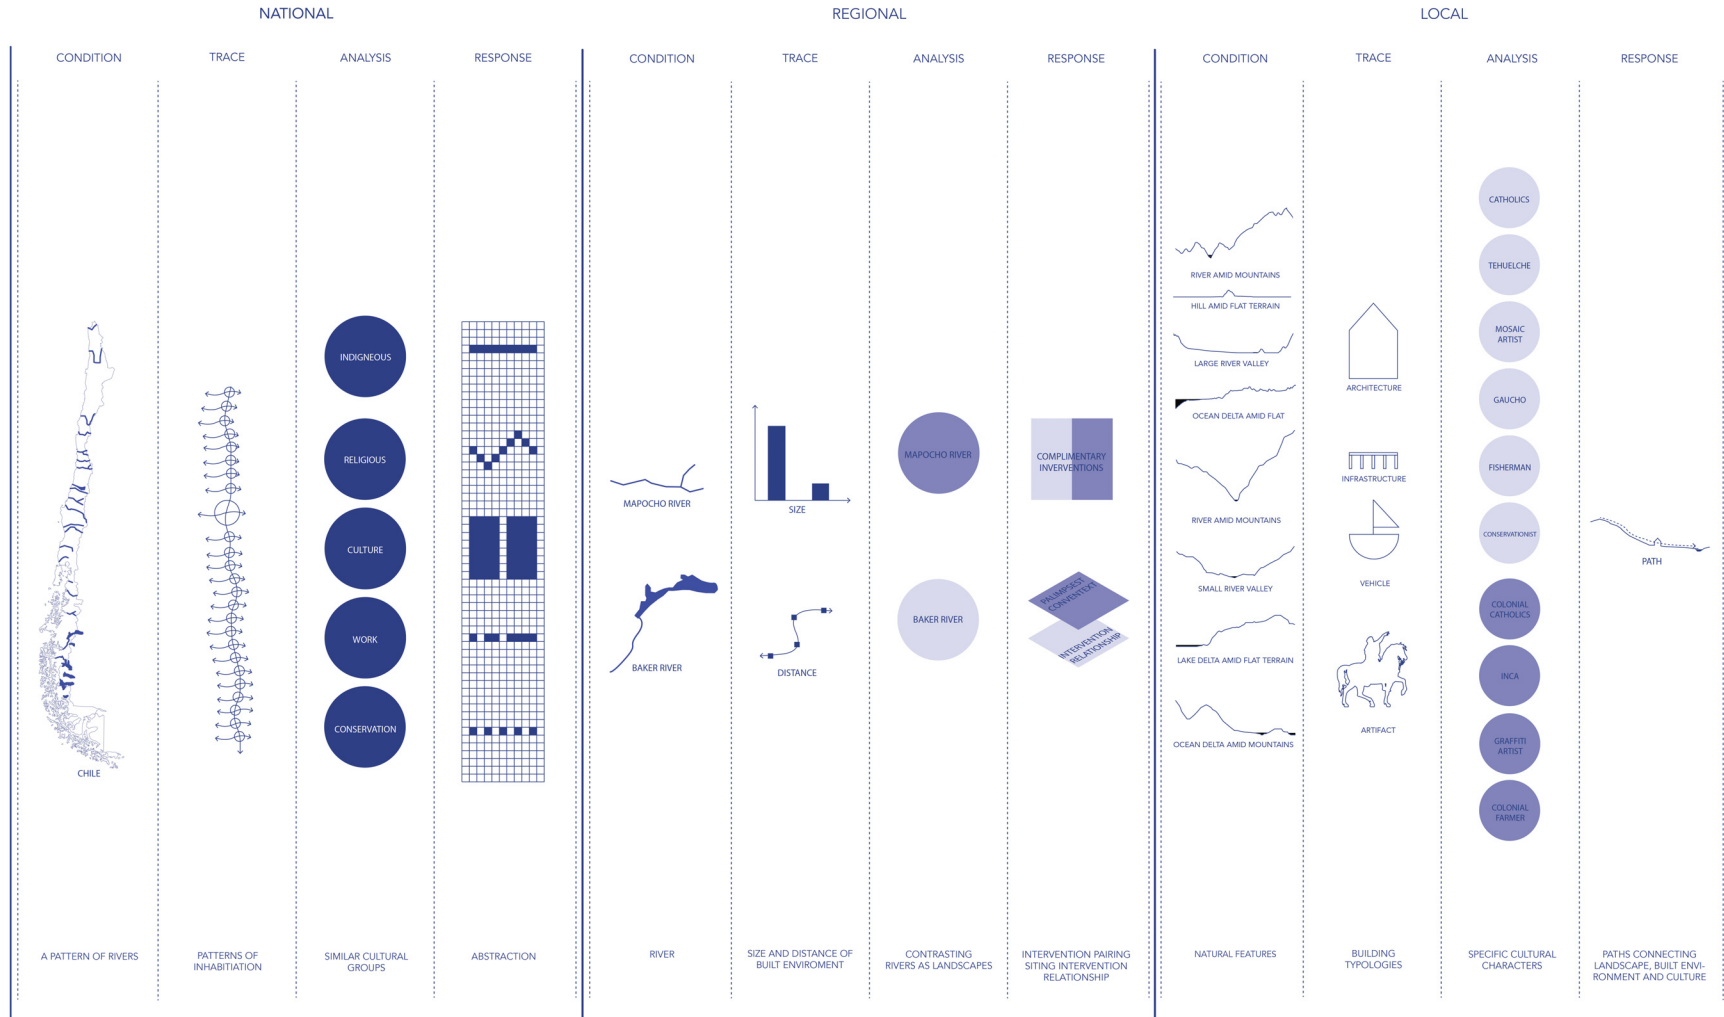 NATIONAL
CONDITION
TRACE
ANALYSIS
RESPONSE
CHILE
INDIGNEOUS
RELIGIOUS
CULTURE
WORK
CONSERVATION
A PATTERN OF RIVERS
PATTERNS OF
INHABITIATION
SIMILAR CULTURAL
GROUPS
ABSTRACTION
REGIONAL
CONDITION
TRACE
ANALYSIS
RESPONSE
MAPOCHO RIVER
BAKER RIVER
SIZE
DISTANCE
MAPOCHO RIVER
BAKER RIVER
COMPLIMENTARY
INVERVENTIONS
PALIMPSEST
CONVENTEXT
INTERVENTION
RELATIONSHIP
RIVER
SIZE AND DISTANCE OF
BUILT ENVIROMENT
CONTRASTING
RIVERS AS LANDSCAPES
INTERVENTION PAIRING
SITING INTERVENTION
RELATIONSHIP
LOCAL
CONDITION
TRACE
ANALYSIS
RESPONSE
RIVER AMID MOUNTAINS
HILL AMID FLAT TERRAIN
LARGE RIVER VALLEY
OCEAN DELTA AMID FLAT
RIVER AMID MOUNTAINS
SMALL RIVER VALLEY
LAKE DELTA AMID FLAT TERRAIN
OCEAN DELTA AMID MOUNTAINS
ARCHITECTURE
INFRASTRUCTURE
VEHICLE
ARTIFACT
CATHOLICS
TEHUELCHE
MOSAIC
ARTIST
GAUCHO
FISHERMAN
CONSERVATIONIST
COLONIAL
CATHOLICS
INCA
GRAFFITI
ARTIST
COLONIAL
FARMER
PATH
NATURAL FEATURES
BUILDING
TYPOLOGIES
SPECIFIC CULTURAL
CHARACTERS
PATHS CONNECTING
LANDSCAPE, BUILT ENVI-
RONMENT AND CULTURE